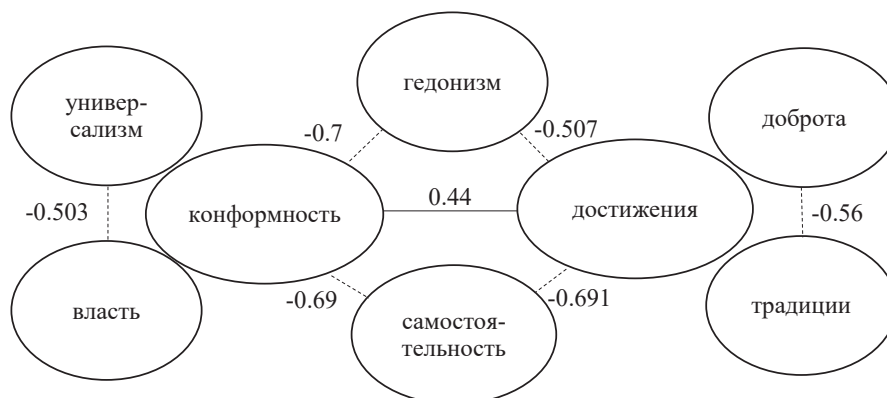 гедонизм
универ-
сализм
доброта
-0.7
-0.507
конформность
0.44
достижения
-0.503
-0.56
власть
-0.69
-0.691
традиции
самостоя-
тельность